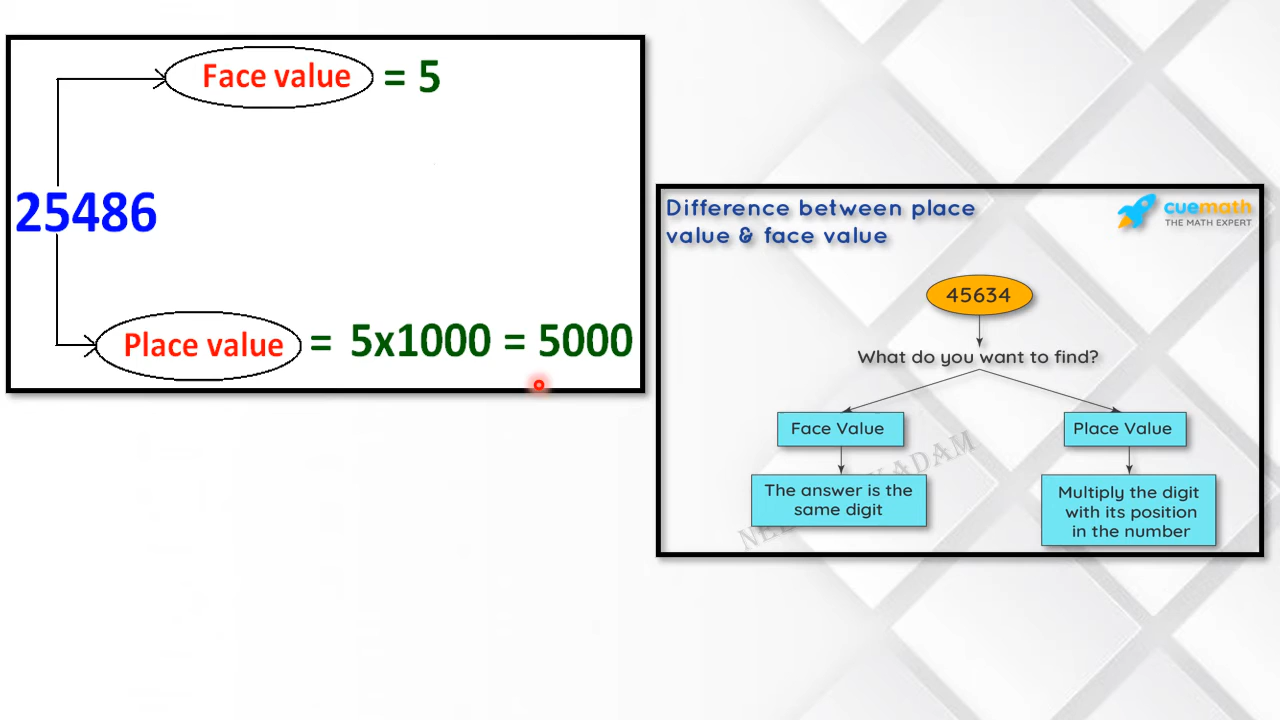 Face value = 5
25486
Place value = 5x1000 = 5000
Difference between place
value & face value
cuemath
THE MATH EXPERT
45634
What do you want to find?
Face Value
Place Value
The answer is the
same digit
Multiply the digit
with its position
in the number